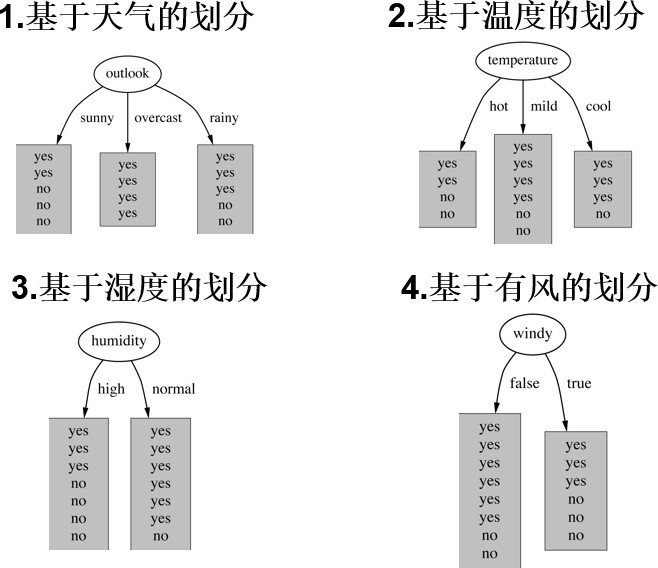 1.基于天气的划分
outlook
sunny overcast rainy
yes
yes
no
no
no
yes
yes
yes
yes
yes
yes
yes
no
no
2.基于温度的划分
temperature
hot mild cool
yes
yes
no
no
yes
yes
yes
yes
no
no
yes
yes
yes
no
3.基于湿度的划分
humidity
high normal
yes
yes
yes
no
no
no
no
yes
yes
yes
yes
yes
yes
no
4.基于有风的划分
windy
false true
yes
yes
yes
yes
yes
yes
no
no
yes
yes
yes
no
no
no